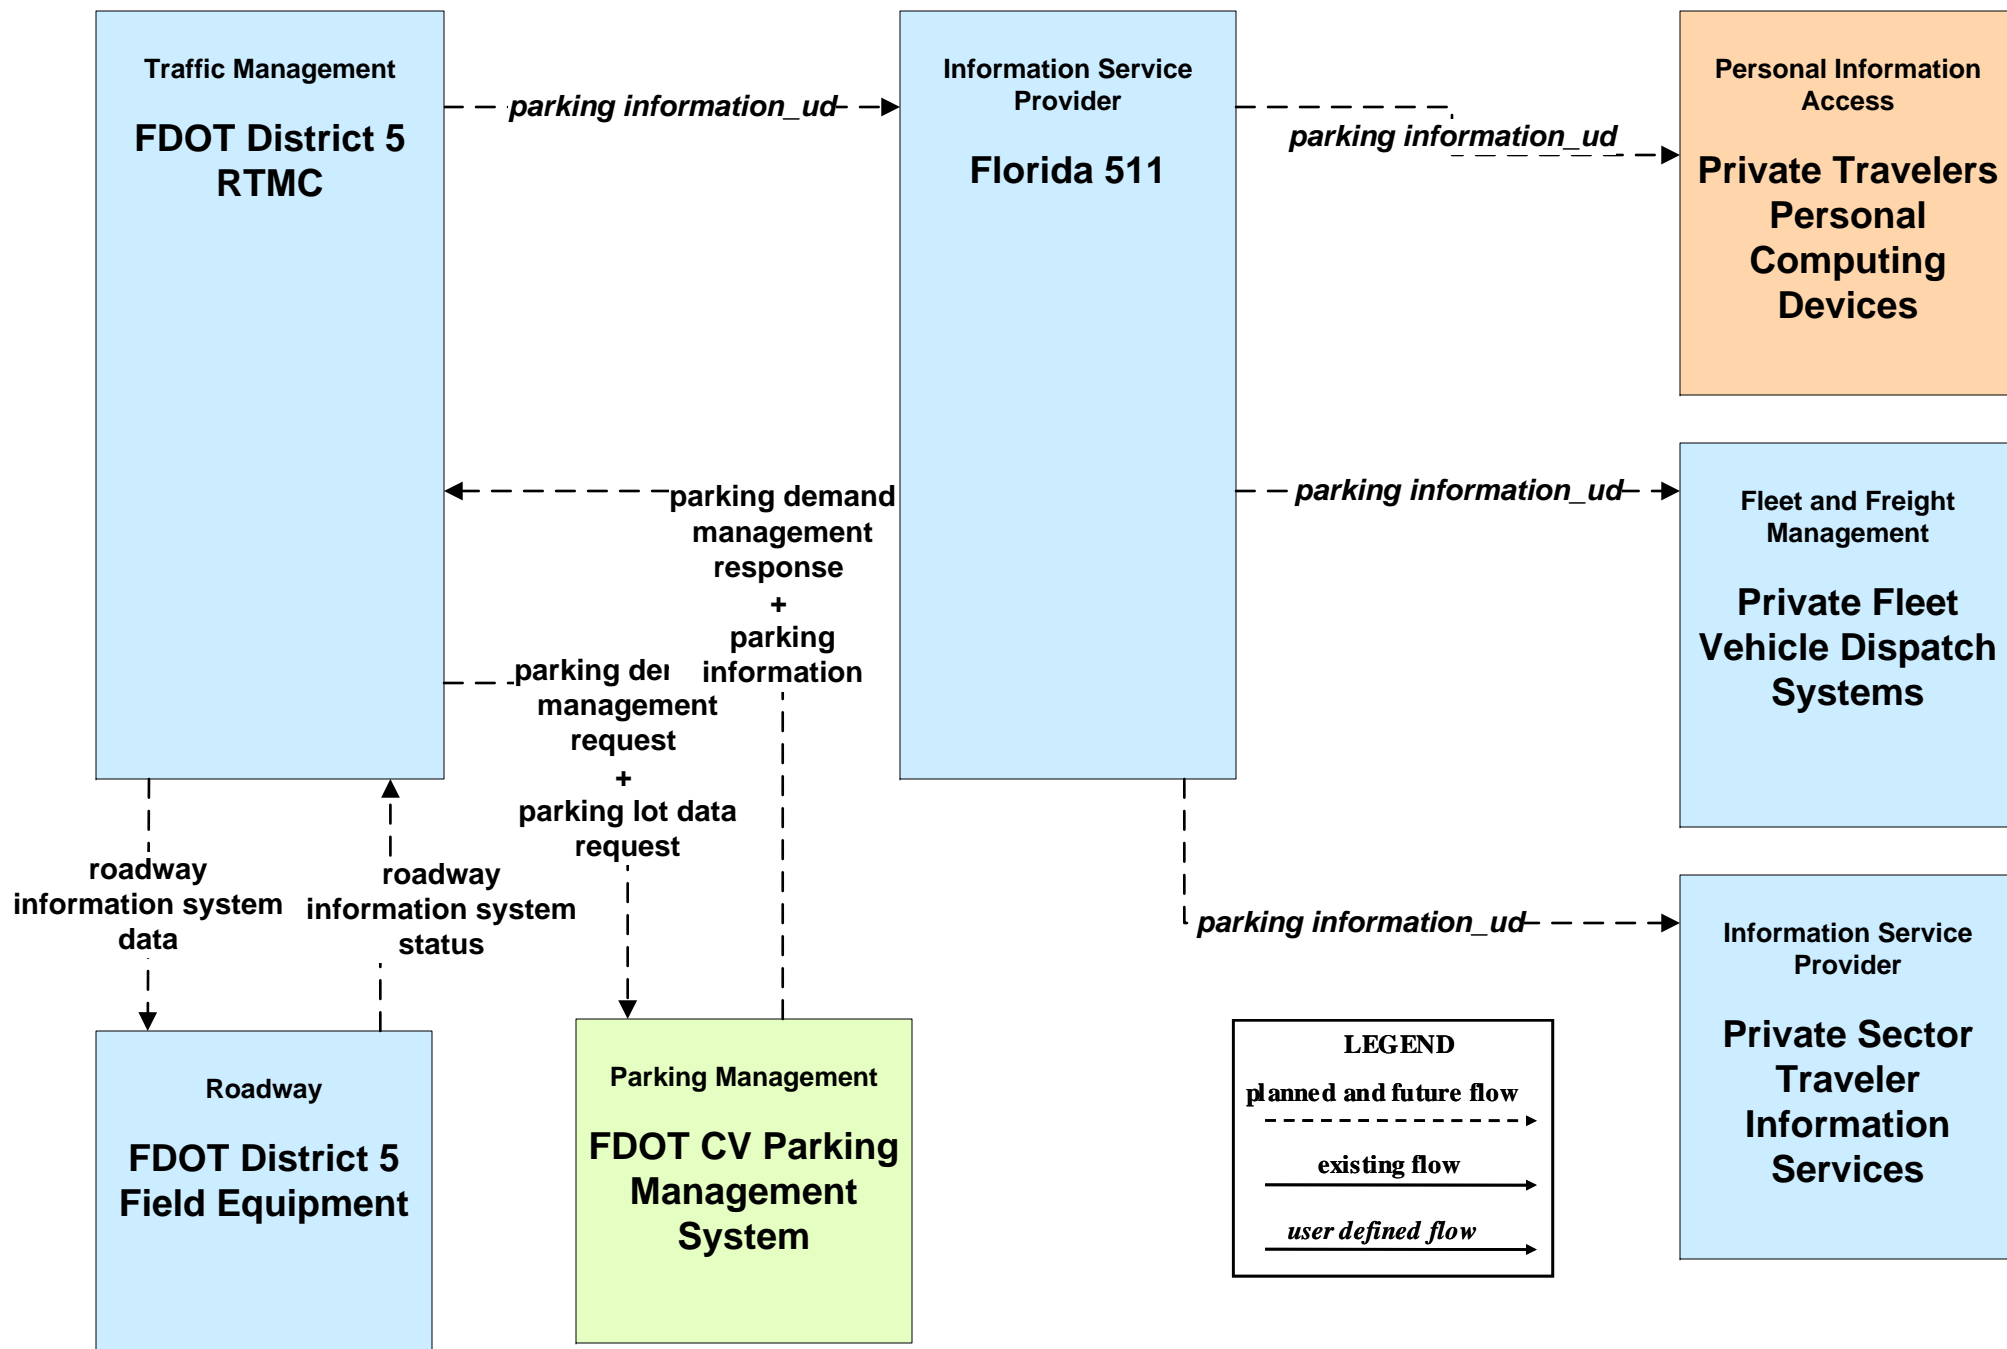 Traffic Management
FDOT District 5
RTMC
parking information_ud
Information Service
Provider
Florida 511
parking information_ud
Personal Information
Access
Private Travelers
Personal
Computing
Devices
parking demand
management
response
+
parking
information
parking information_ud
Fleet and Freight
Management
Private Fleet
Vehicle Dispatch
Systems
parking
management
request
+
parking lot data
request
roadway
information system
data
roadway
information system
status
parking information_ud
Information Service
Provider
Private Sector
Traveler
Information
Services
Roadway
FDOT District 5
Field Equipment
Parking Management
FDOT CV Parking
Management
System
LEGEND
planned and future flow
existing flow
user defined flow